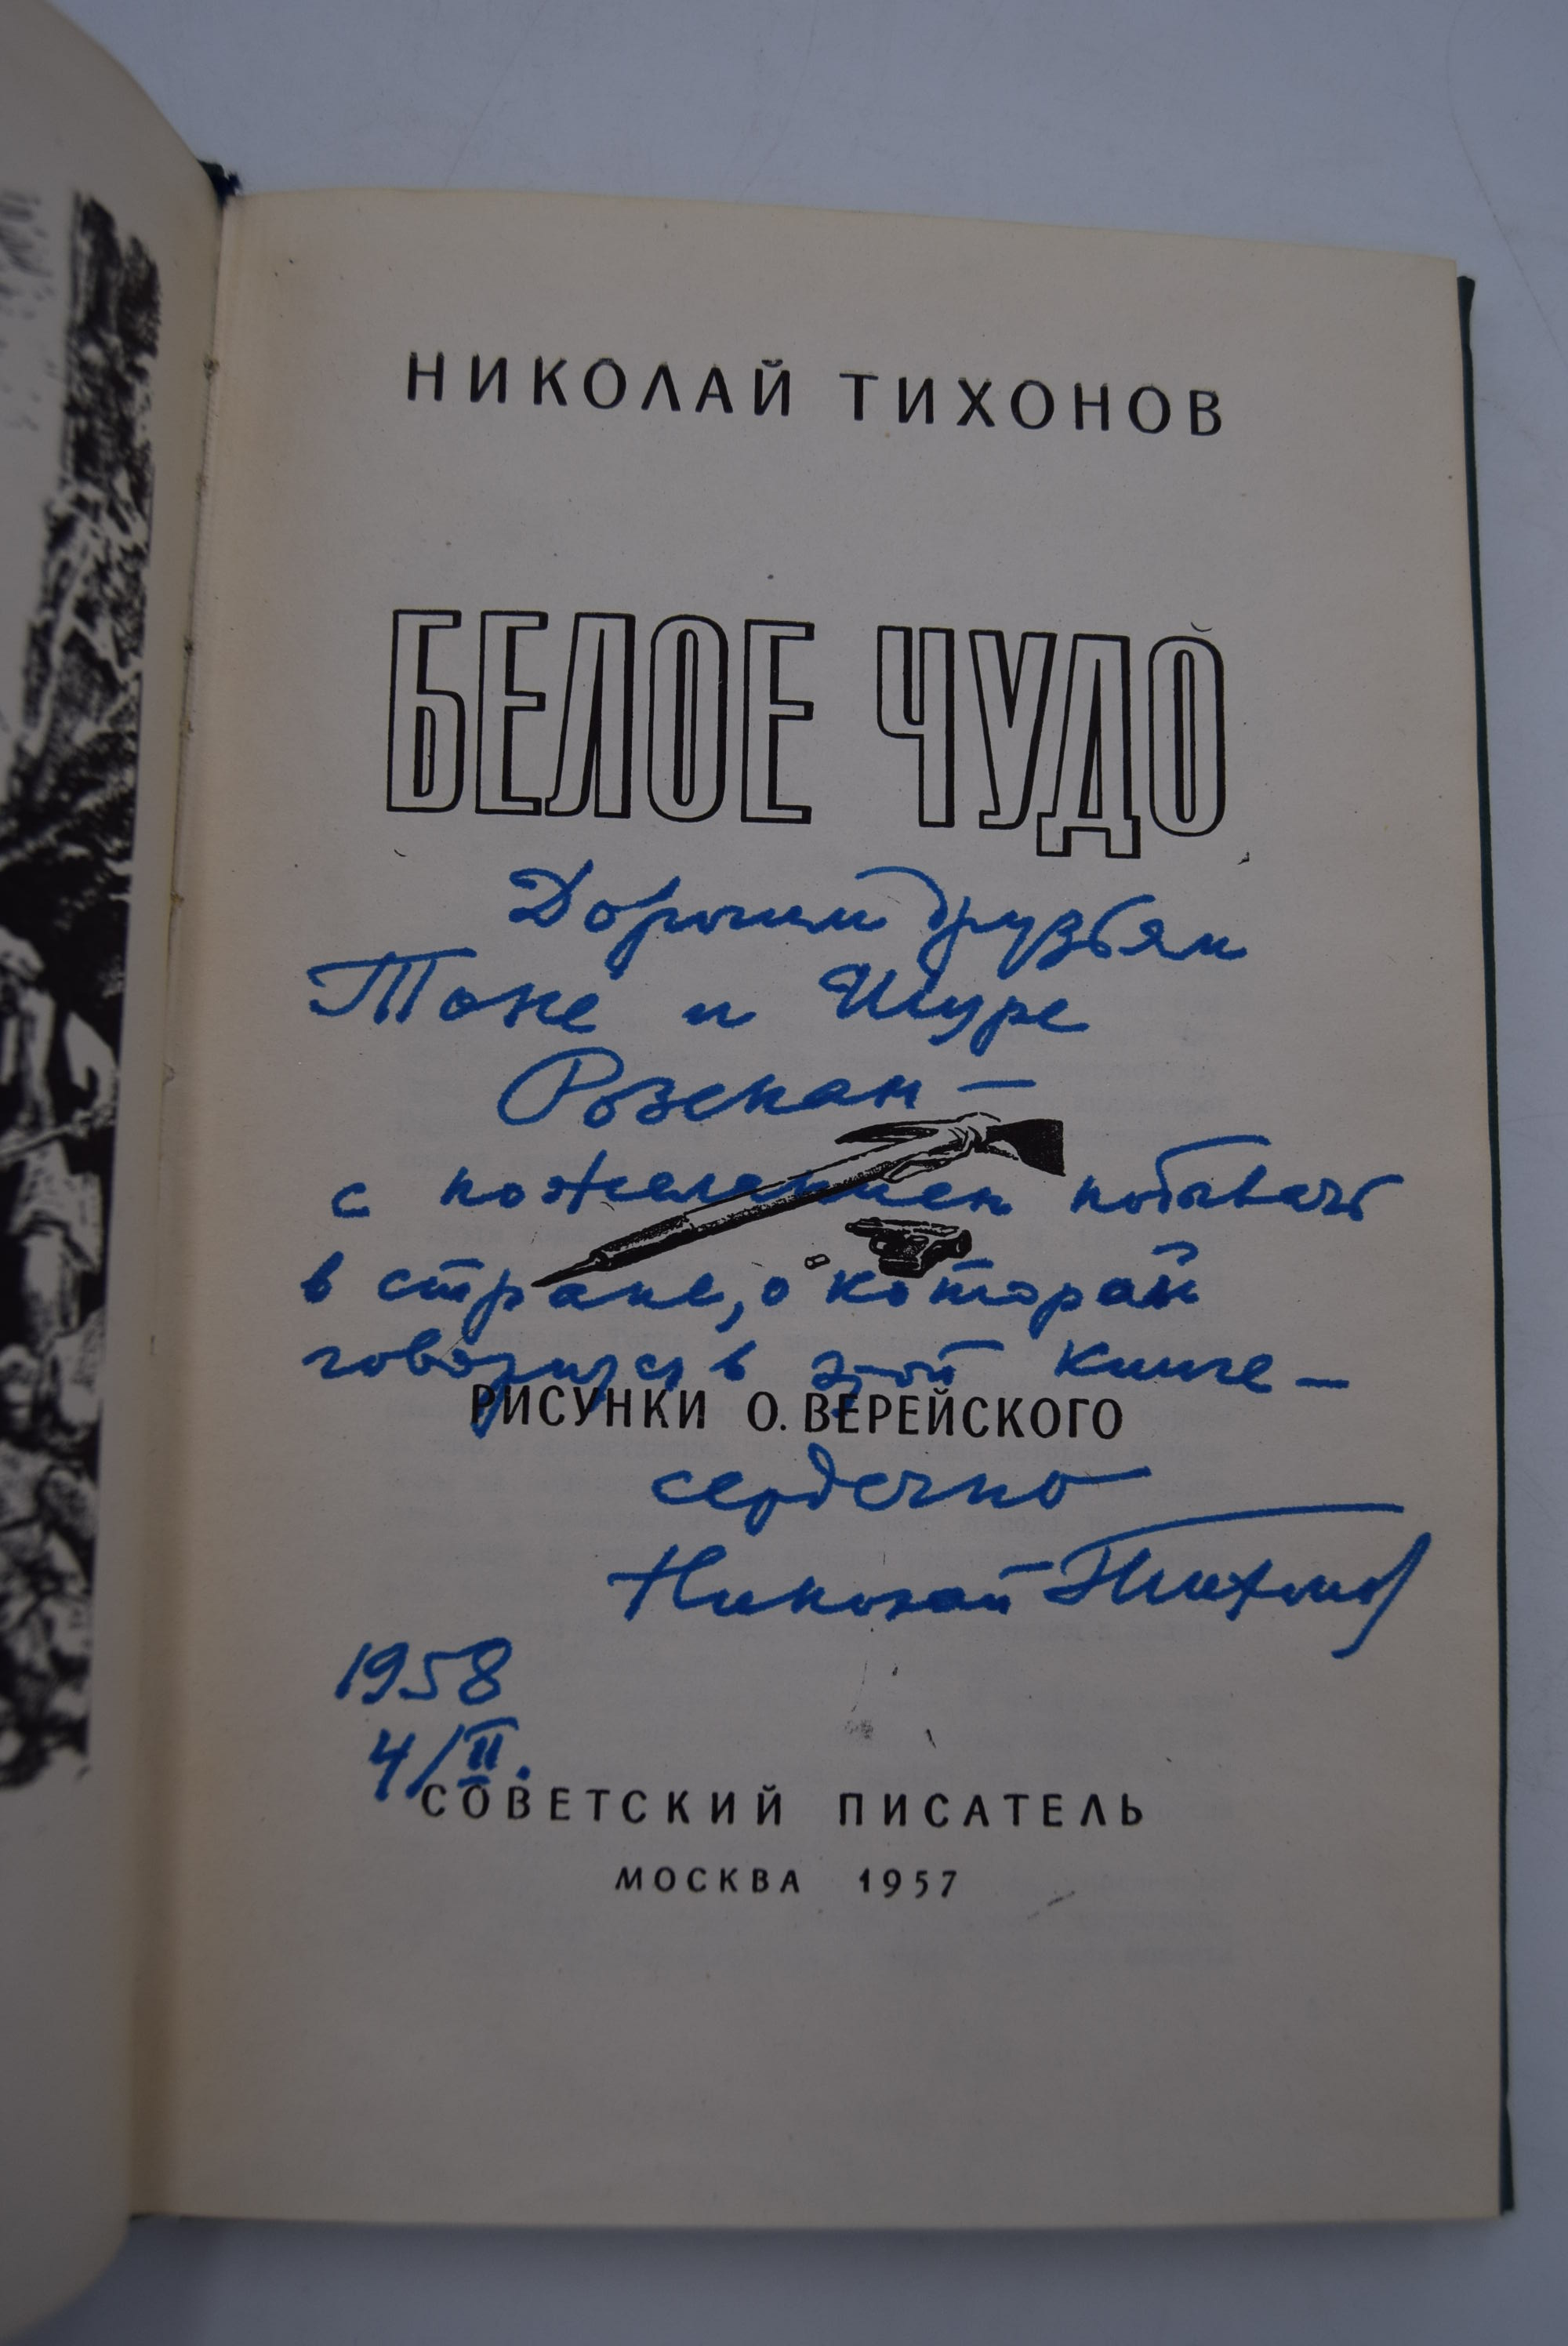 НИКОЛАЙ ТИХОНОВ
БЕЛОЕ ЧУДО
Дорогим друзьям
Тоне и Шуре
Розенман –
с пожеланием побывать
в стране, о которой
говорится в этой книге –
РИСУНКИ О. ВЕРЕЙСКОГО
сердечно
Николай Тихонов
1958
4/II.
СОВЕТСКИЙ ПИСАТЕЛЬ
МОСКВА 1957